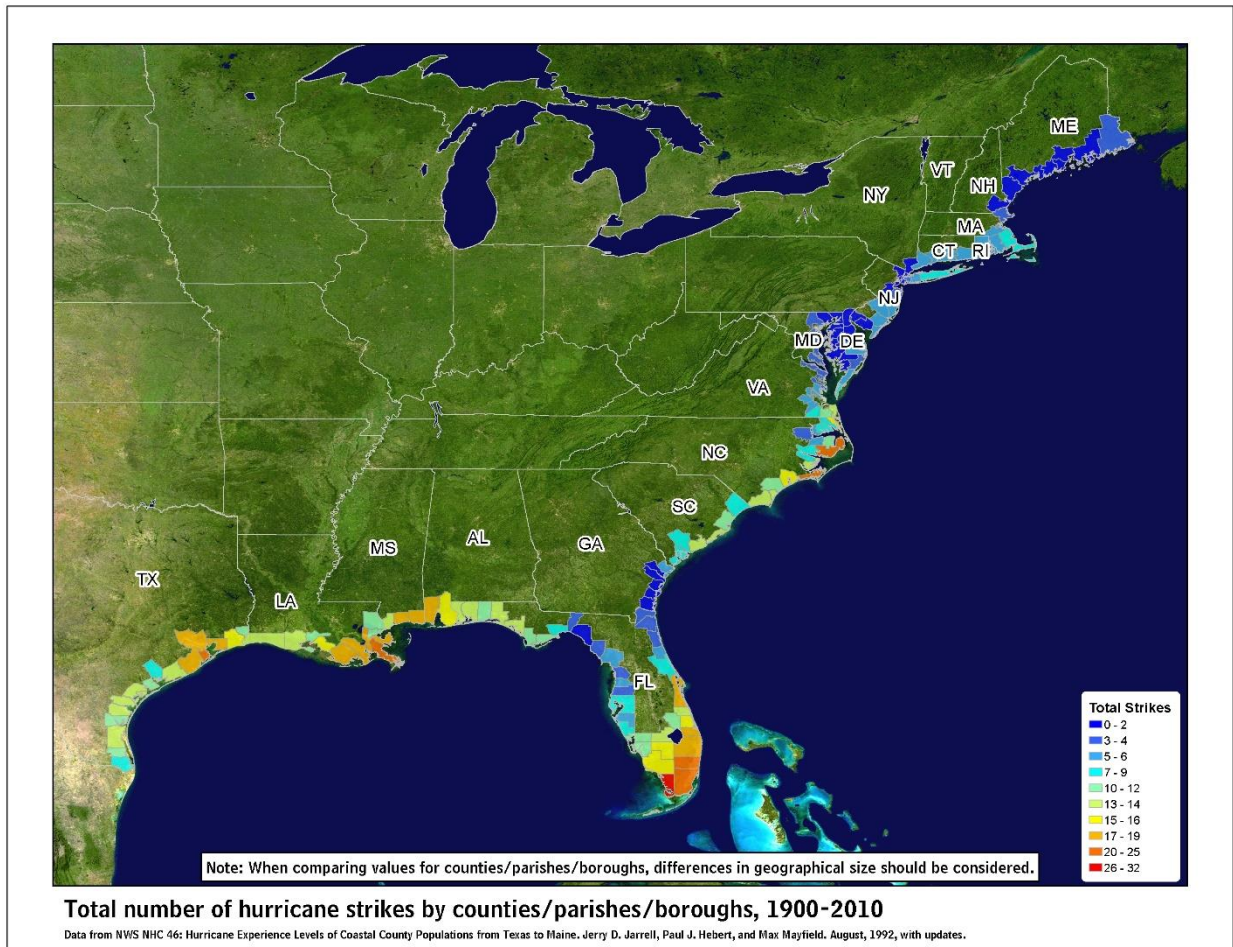 ME
VT
NH
NY
MA
CT
RI
NJ
MD
DE
VA
NC
SC
MS
AL
GA
TX
LA
FL
Total Strikes
0 - 2
3 - 4
5 - 6
7 - 9
10 - 12
13 - 14
15 - 16
17 - 19
20 - 25
26 - 32
Note: When comparing values for counties/parishes/boroughs, differences in geographical size should be considered.
Total number of hurricane strikes by counties/parishes/boroughs, 1900-2010
Data from NWS NHC 46: Hurricane Experience Levels of Coastal County Populations from Texas to Maine. Jerry D. Jarrell, Paul J. Hebert, and Max Mayfield. August, 1992, with updates.